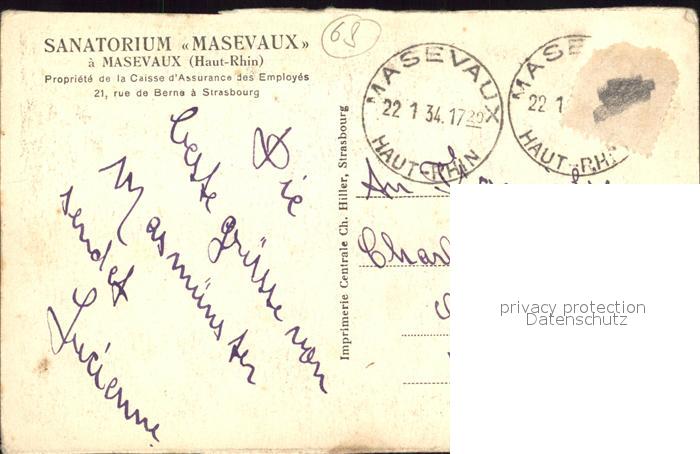 68
SANATORIUM «MASEVAUX»
à MASEVAUX (Haut-Rhin)
Propriété de la Caisse d'Assurance des Employés
21, rue de Berne à Strasbourg
Die
beste grüsse von
Masmünster
sendet
Lucienne
Imprimerie Centrale Ch. Hiller, Strasbourg
MASEVAUX
22 1 34. 17
HAUT-RHIN
MASE
22 1
HAUT-RHI
An
Charl
privacy protection
Datenschutz